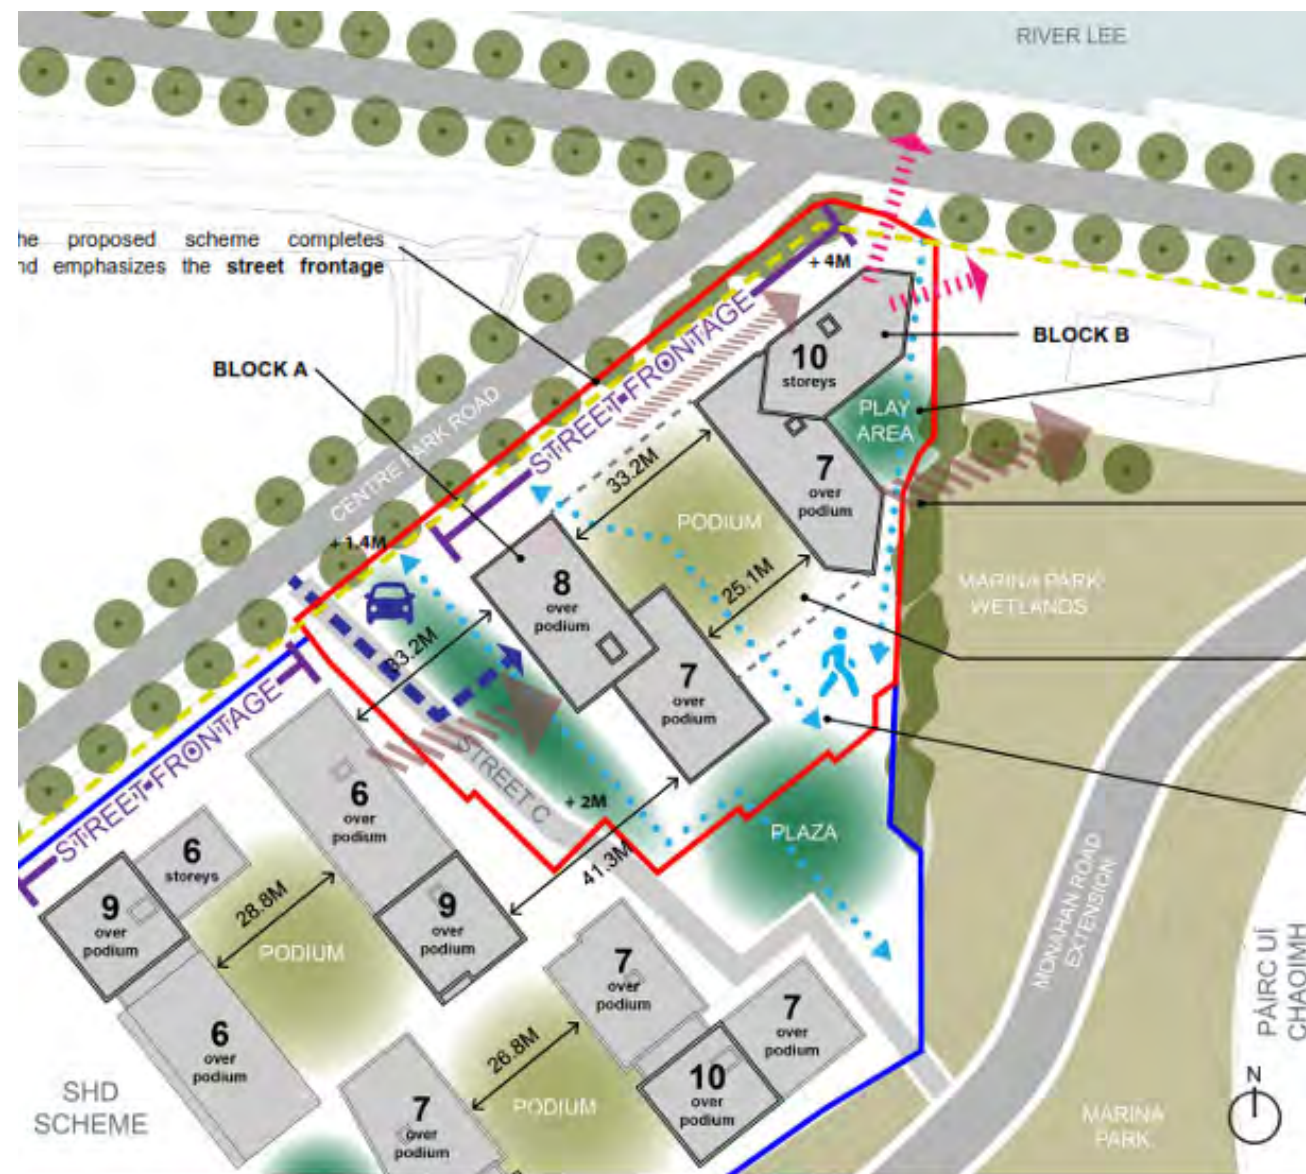 RIVER LEE
he proposed scheme completes
nd emphasizes the street frontage
+ 4M
BLOCK B
BLOCK A
STREET FRONTAGE
10
storeys
CENTRE PARK ROAD
PLAY
AREA
33.2M
7
over
podium
PODIUM
+ 1.4M
8
over
podium
25.1M
MARINA PARK
WETLANDS
33.2M
7
over
podium
STREET FRONTAGE
STREET C
6
over
podium
+ 2M
PLAZA
41.3M
6
storeys
9
over
podium
28.8M
PODIUM
9
over
podium
MONAHAN ROAD
EXTENSION
PÁIRC UÍ
CHAOIMH
7
over
podium
7
over
podium
6
over
podium
26.8M
10
over
podium
SHD
SCHEME
7
over
podium
PODIUM
N
MARINA
PARK